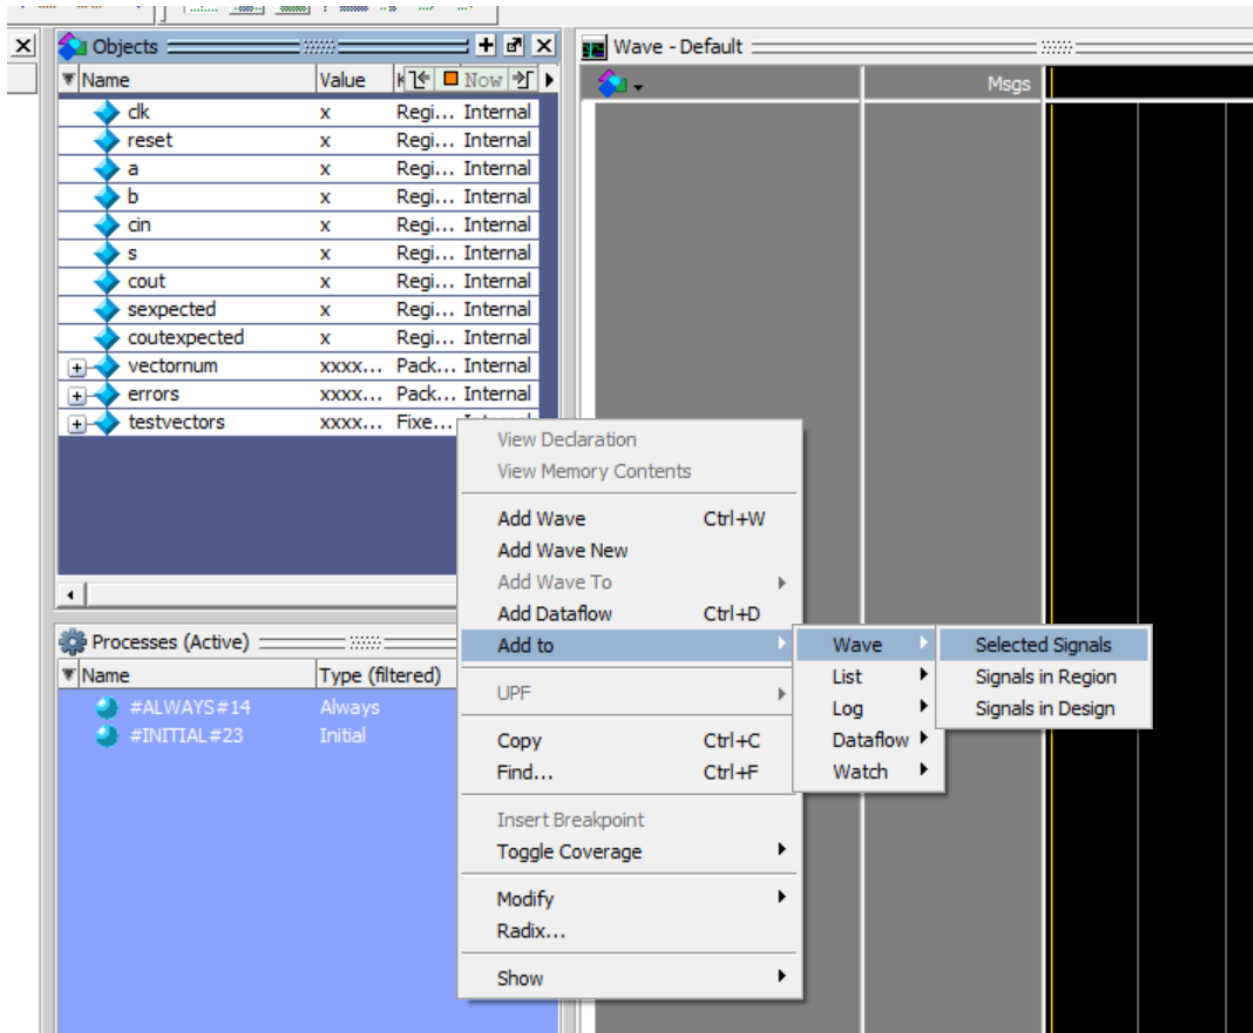 Objects
Name Value K Now
clk x Regi... Internal
reset x Regi... Internal
a x Regi... Internal
b x Regi... Internal
cin x Regi... Internal
s x Regi... Internal
cout x Regi... Internal
sexpected x Regi... Internal
coutexpected x Regi... Internal
vectornum xxxx... Pack... Internal
errors xxxx... Pack... Internal
testvectors xxxx... Fixe... Internal
Processes (Active)
Name Type (filtered)
#ALWAYS#14 Always
#INITIAL#23 Initial
Wave - Default
Msgs
View Declaration
View Memory Contents
Add Wave Ctrl+W
Add Wave New
Add Wave To
Add Dataflow Ctrl+D
Add to
UPF
Copy Ctrl+C
Find... Ctrl+F
Insert Breakpoint
Toggle Coverage
Modify
Radix...
Show
Wave
List
Log
Dataflow
Watch
Selected Signals
Signals in Region
Signals in Design